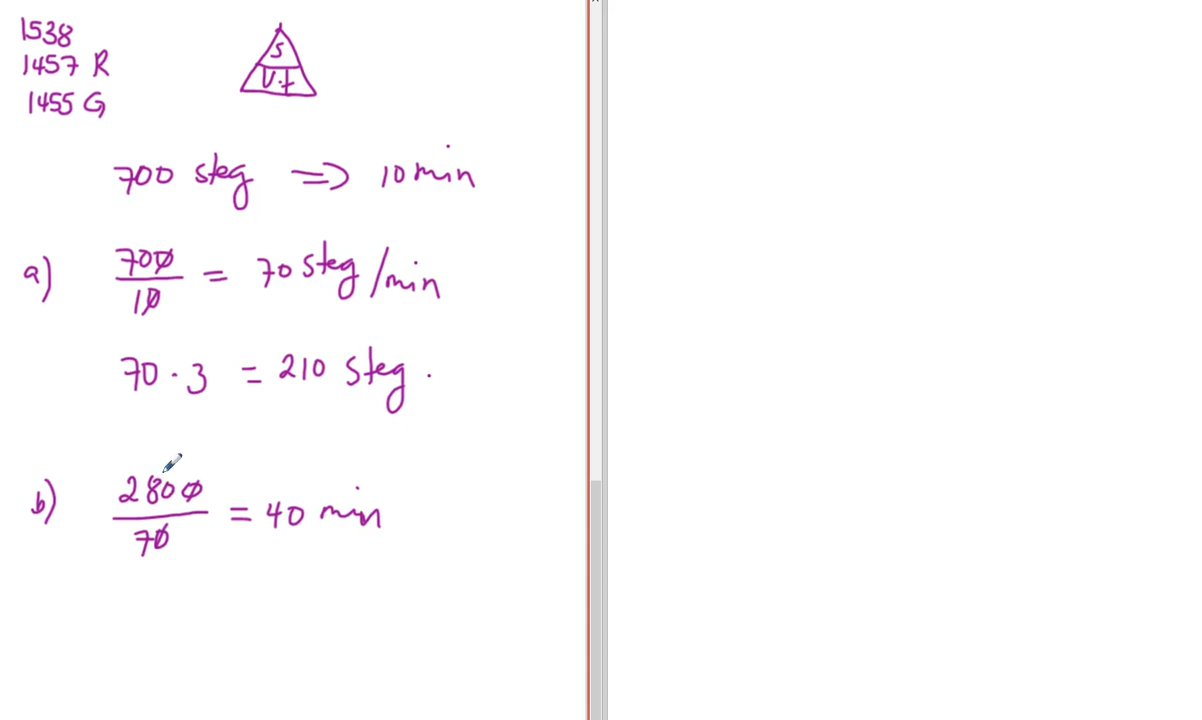 1538
1457 R
1455 G
S
V·t
700 steg => 10 min
a) 700/10 = 70 steg/min
70 · 3 = 210 steg.
b) 2800/70 = 40 min